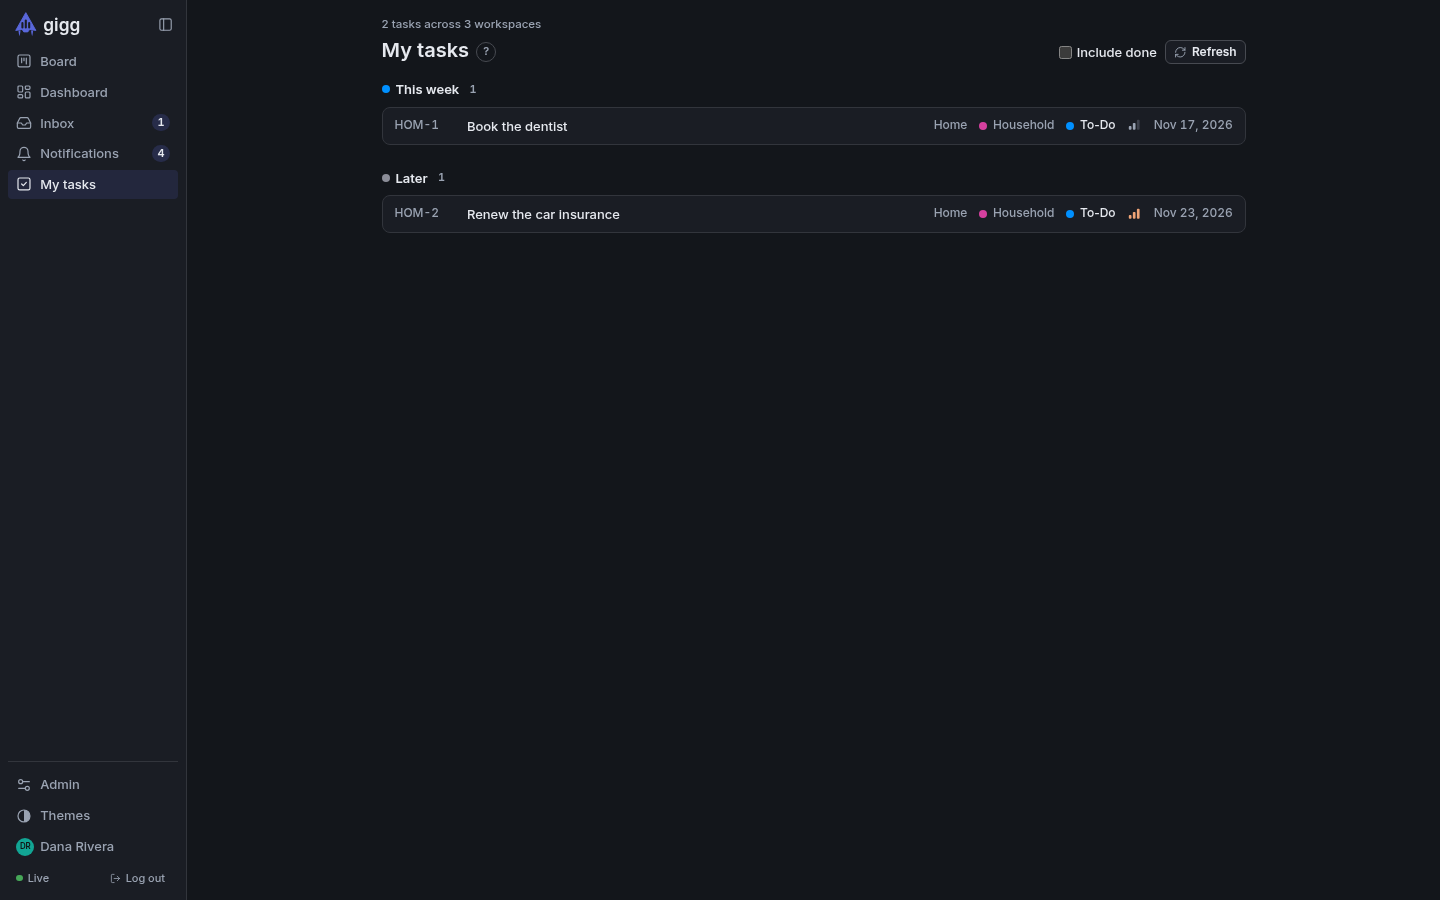 gigg
Board
Dashboard
Inbox 1
Notifications 4
My tasks
2 tasks across 3 workspaces
My tasks ?
Include done Refresh
This week 1
HOM-1 Book the dentist Home Household To-Do Nov 17, 2026
Later 1
HOM-2 Renew the car insurance Home Household To-Do Nov 23, 2026
Admin
Themes
DR Dana Rivera
Live Log out